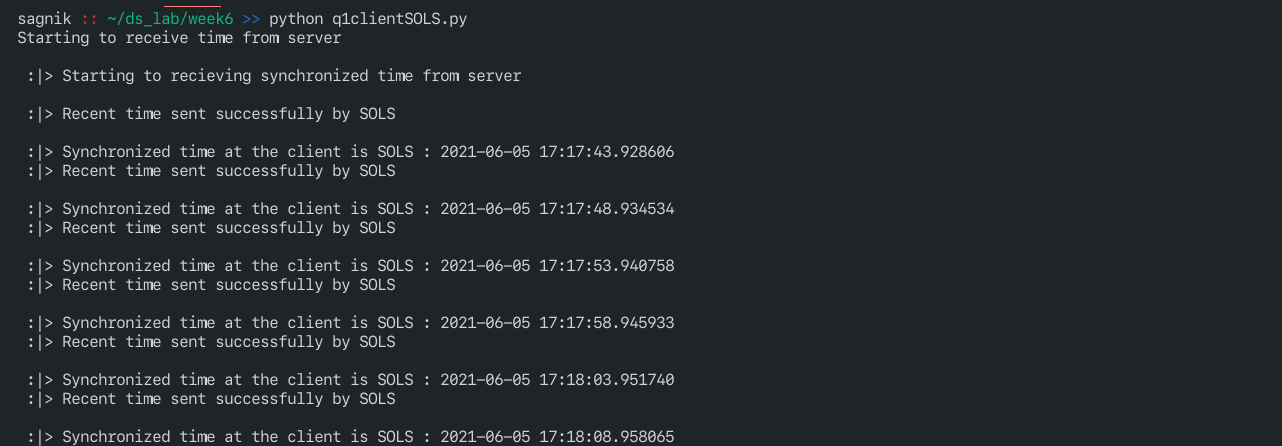 sagnik :: ~/ds_lab/week6 >> python q1clientSOLS.py
Starting to receive time from server
:|> Starting to recieving synchronized time from server
:|> Recent time sent successfully by SOLS
:|> Synchronized time at the client is SOLS : 2021-06-05 17:17:43.928606
:|> Recent time sent successfully by SOLS
:|> Synchronized time at the client is SOLS : 2021-06-05 17:17:48.934534
:|> Recent time sent successfully by SOLS
:|> Synchronized time at the client is SOLS : 2021-06-05 17:17:53.940758
:|> Recent time sent successfully by SOLS
:|> Synchronized time at the client is SOLS : 2021-06-05 17:17:58.945933
:|> Recent time sent successfully by SOLS
:|> Synchronized time at the client is SOLS : 2021-06-05 17:18:03.951740
:|> Recent time sent successfully by SOLS
:|> Synchronized time at the client is SOLS : 2021-06-05 17:18:08.958065